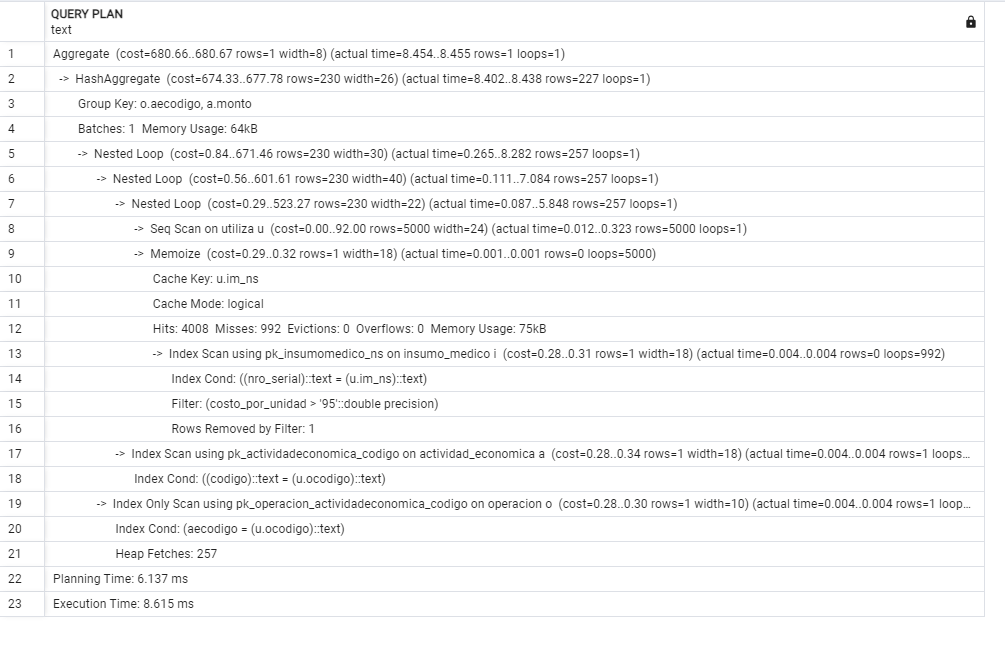 QUERY PLAN
text
1 Aggregate (cost=680.66..680.67 rows=1 width=8) (actual time=8.454..8.455 rows=1 loops=1)
2 -> HashAggregate (cost=674.33..677.78 rows=230 width=26) (actual time=8.402..8.438 rows=227 loops=1)
3 Group Key: o.aecodigo, a.monto
4 Batches: 1 Memory Usage: 64kB
5 -> Nested Loop (cost=0.84..671.46 rows=230 width=30) (actual time=0.265..8.282 rows=257 loops=1)
6 -> Nested Loop (cost=0.56..601.61 rows=230 width=40) (actual time=0.111..7.084 rows=257 loops=1)
7 -> Nested Loop (cost=0.29..523.27 rows=230 width=22) (actual time=0.087..5.848 rows=257 loops=1)
8 -> Seq Scan on utiliza u (cost=0.00..92.00 rows=5000 width=24) (actual time=0.012..0.323 rows=5000 loops=1)
9 -> Memoize (cost=0.29..0.32 rows=1 width=18) (actual time=0.001..0.001 rows=0 loops=5000)
10 Cache Key: u.im_ns
11 Cache Mode: logical
12 Hits: 4008 Misses: 992 Evictions: 0 Overflows: 0 Memory Usage: 75kB
13 -> Index Scan using pk_insumomedico_ns on insumo_medico i (cost=0.28..0.31 rows=1 width=18) (actual time=0.004..0.004 rows=0 loops=992)
14 Index Cond: ((nro_serial)::text = (u.im_ns)::text)
15 Filter: (costo_por_unidad > '95'::double precision)
16 Rows Removed by Filter: 1
17 -> Index Scan using pk_actividadeconomica_codigo on actividad_economica a (cost=0.28..0.34 rows=1 width=18) (actual time=0.004..0.004 rows=1 loops...
18 Index Cond: ((codigo)::text = (u.ocodigo)::text)
19 -> Index Only Scan using pk_operacion_actividadeconomica_codigo on operacion o (cost=0.28..0.30 rows=1 width=10) (actual time=0.004..0.004 rows=1 loop...
20 Index Cond: (aecodigo = (u.ocodigo)::text)
21 Heap Fetches: 257
22 Planning Time: 6.137 ms
23 Execution Time: 8.615 ms